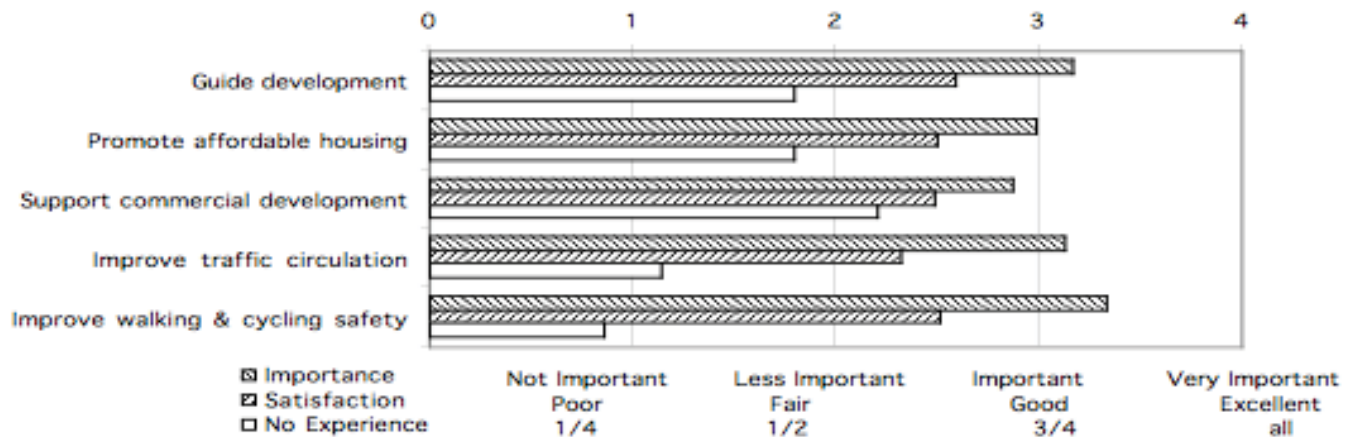 0 1 2 3 4
Guide development
Promote affordable housing
Support commercial development
Improve traffic circulation
Improve walking & cycling safety
Importance Not Important Less Important Important Very Important
Satisfaction Poor Fair Good Excellent
No Experience 1/4 1/2 3/4 all